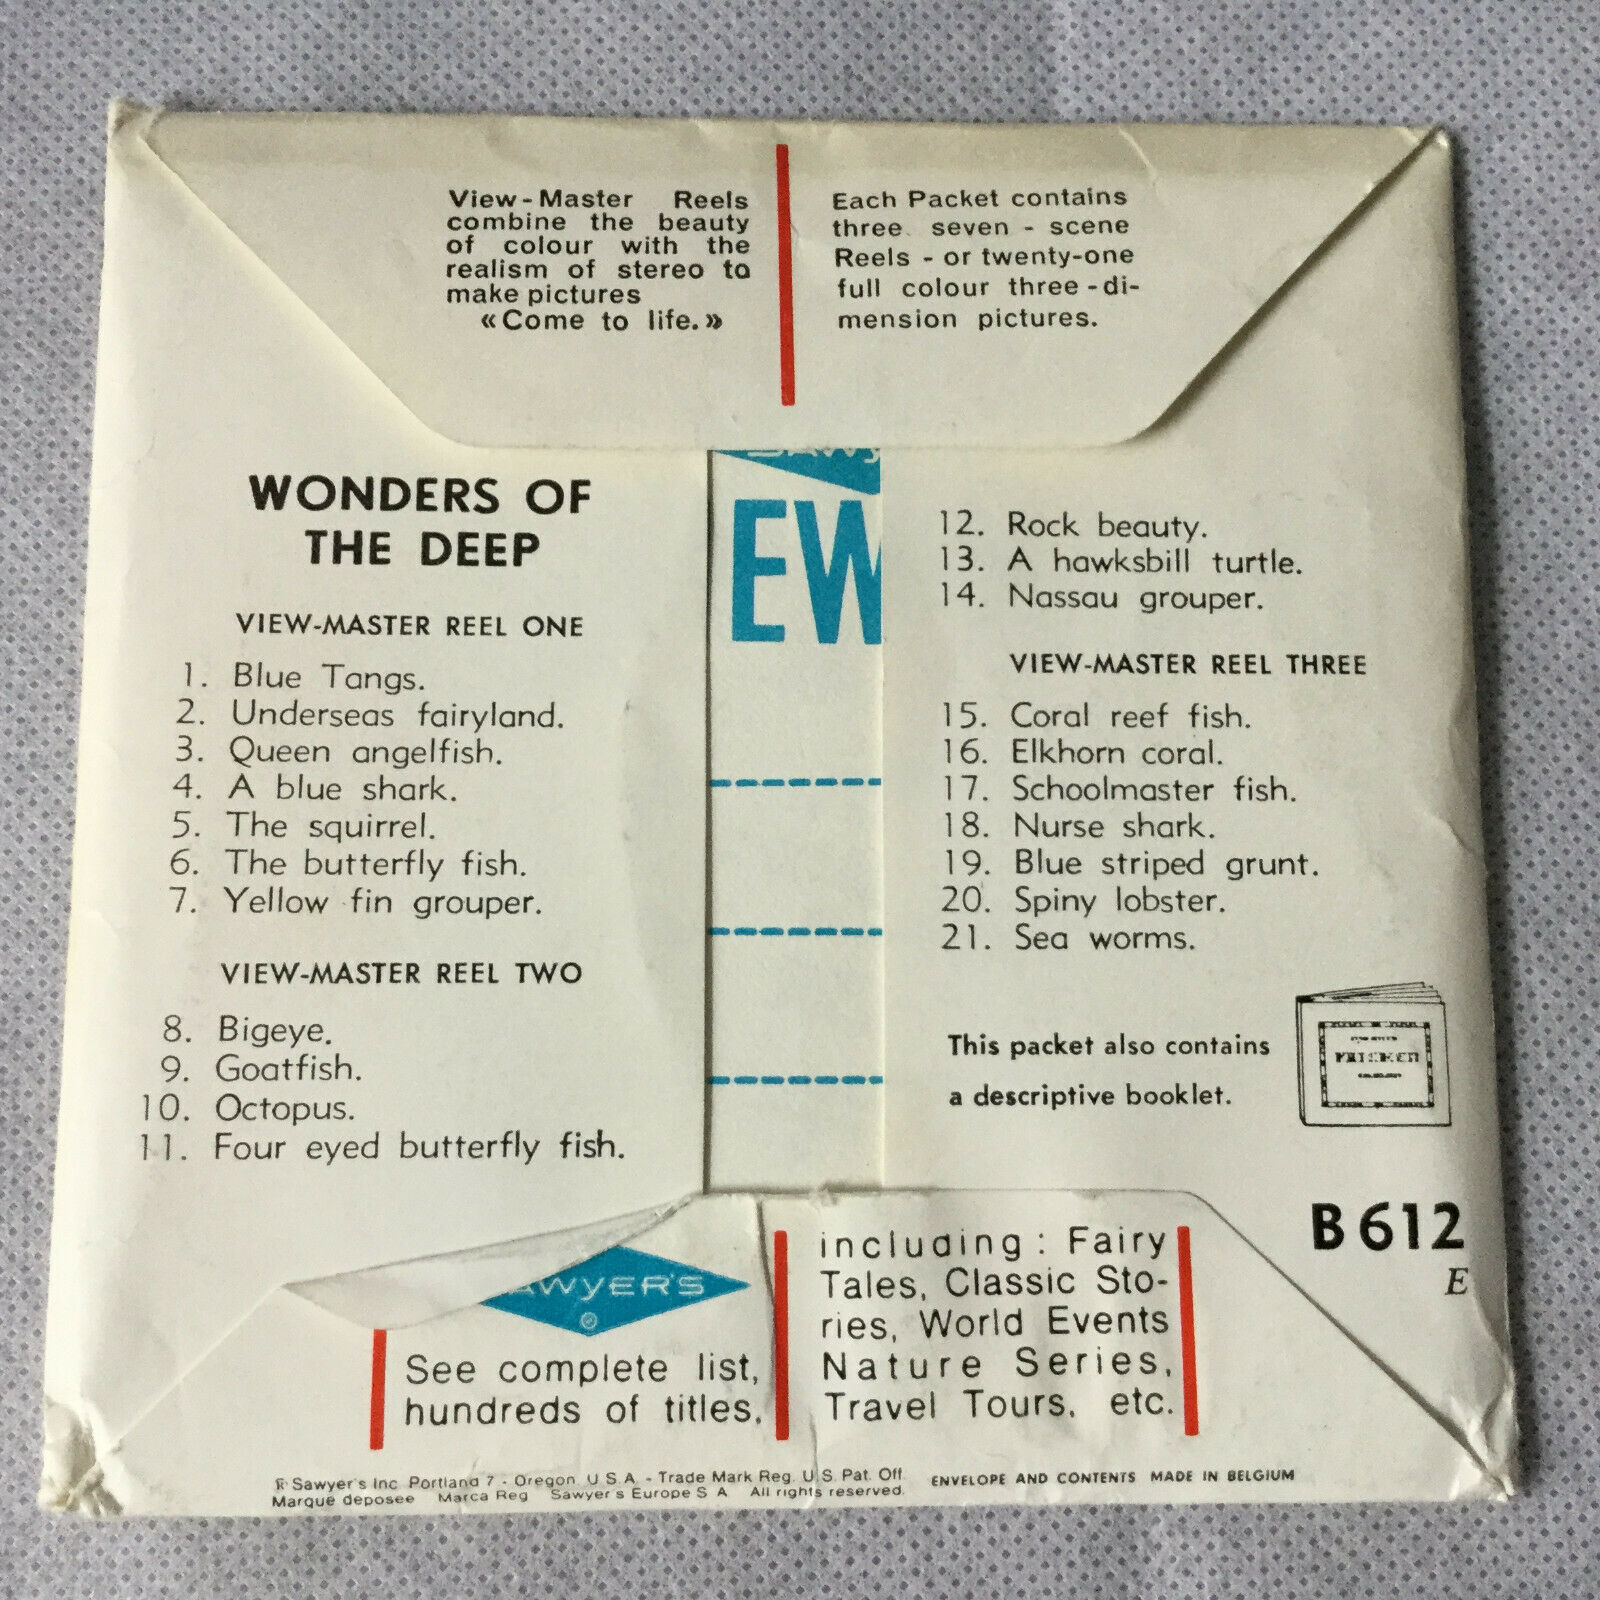 View-Master Reels
combine the beauty
of colour with the
realism of stereo to
make pictures
«Come to life.»
Each Packet contains
three seven - scene
Reels - or twenty-one
full colour three-di-
mension pictures.
WONDERS OF
THE DEEP
VIEW-MASTER REEL ONE
1. Blue Tangs.
2. Underseas fairyland.
3. Queen angelfish.
4. A blue shark.
5. The squirrel.
6. The butterfly fish.
7. Yellow fin grouper.
VIEW-MASTER REEL TWO
8. Bigeye.
9. Goatfish.
10. Octopus.
11. Four eyed butterfly fish.
EW
12. Rock beauty.
13. A hawksbill turtle.
14. Nassau grouper.
VIEW-MASTER REEL THREE
15. Coral reef fish.
16. Elkhorn coral.
17. Schoolmaster fish.
18. Nurse shark.
19. Blue striped grunt.
20. Spiny lobster.
21. Sea worms.
This packet also contains
a descriptive booklet.
B 612
E
AWYER'S
See complete list,
hundreds of titles,
including : Fairy
Tales, Classic Sto-
ries, World Events
Nature Series,
Travel Tours, etc.
® Sawyer's Inc Portland 7 - Oregon U S A - Trade Mark Reg. U.S. Pat. Off.
Marque deposee Marca Reg Sawyer's Europe S A All rights reserved.
ENVELOPE AND CONTENTS MADE IN BELGIUM